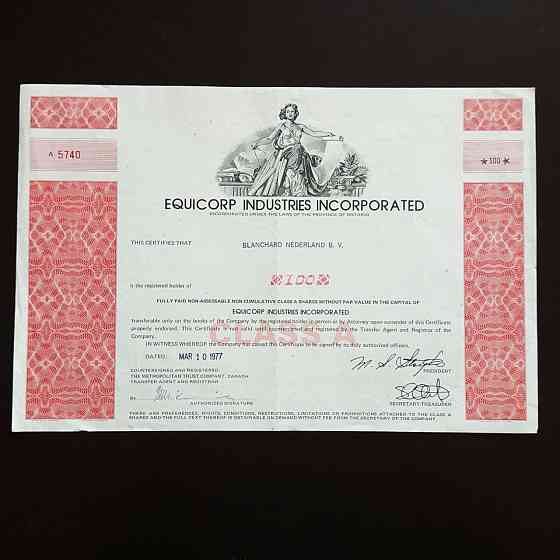 A 5740
*100*
EQUICORP INDUSTRIES INCORPORATED
INCORPORATED UNDER THE LAWS OF THE PROVINCE OF ONTARIO
THIS CERTIFIES THAT BLANCHARD NEDERLAND B. V.
is the registered holder of *100*
FULLY PAID NON-ASSESSABLE NON CUMULATIVE CLASS A SHARES WITHOUT PAR VALUE IN THE CAPITAL OF
EQUICORP INDUSTRIES INCORPORATED
transferable only on the books of the Company by the registered holder in person or by Attorney upon surrender of this Certificate
properly endorsed. This Certificate is not valid until countersigned and registered by the Transfer Agent and Registrar of the
Company.
CLASS A
IN WITNESS WHEREOF the Company has caused this Certificate to be signed by its duly authorized officers.
DATED: MAR 10 1977
COUNTERSIGNED AND REGISTERED
THE METROPOLITAN TRUST COMPANY, CANADA
TRANSFER AGENT AND REGISTRAR
PRESIDENT
By
AUTHORIZED SIGNATURE
SECRETARY-TREASURER
THERE ARE PREFERENCES, RIGHTS, CONDITIONS, RESTRICTIONS, LIMITATIONS OR PROHIBITIONS ATTACHED TO THE CLASS A
SHARES AND THE FULL TEXT THEREOF IS OBTAINABLE ON DEMAND WITHOUT FEE FROM THE SECRETARY OF THE COMPANY.